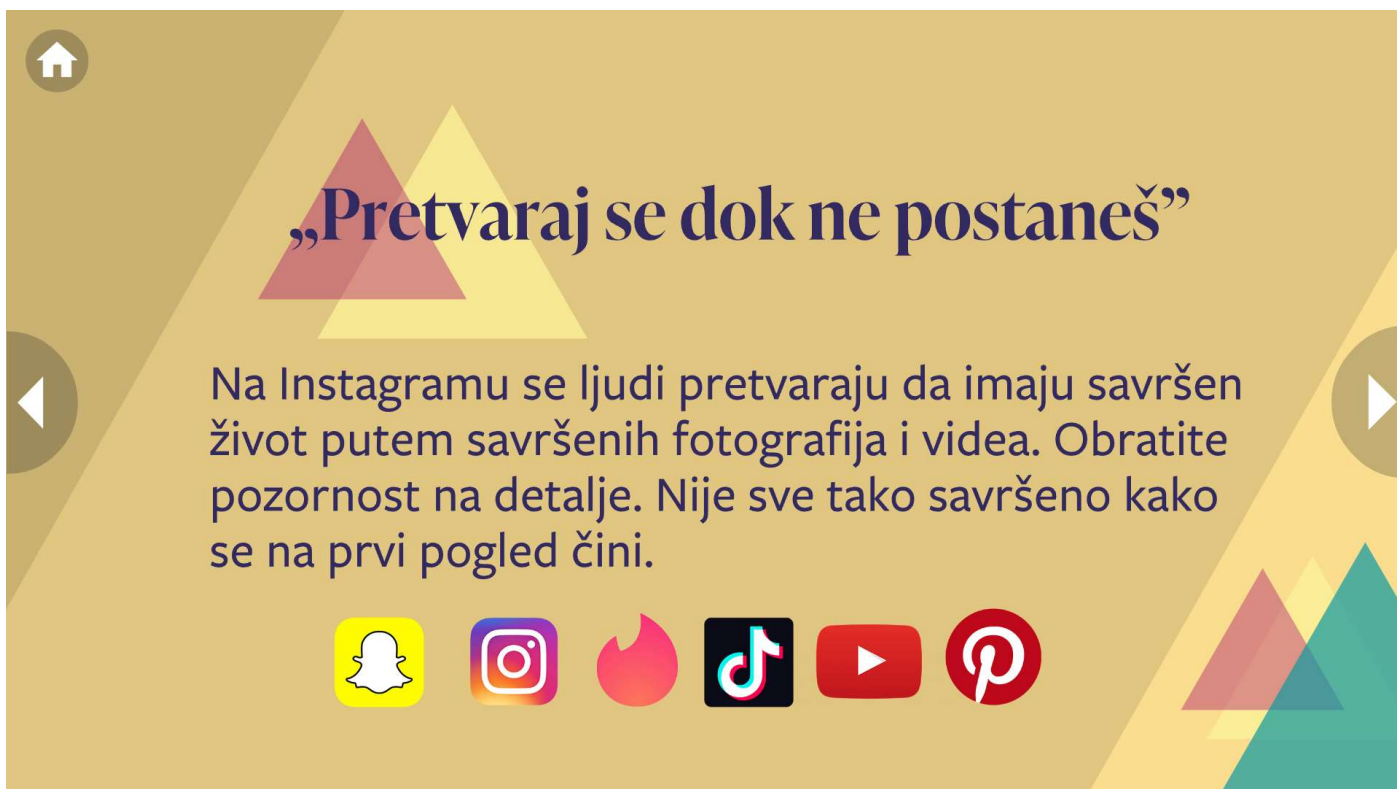 „Pretvaraj se dok ne postaneš”
Na Instagramu se ljudi pretvaraju da imaju savršen
život putem savršenih fotografija i videa. Obratite
pozornost na detalje. Nije sve tako savršeno kako
se na prvi pogled čini.